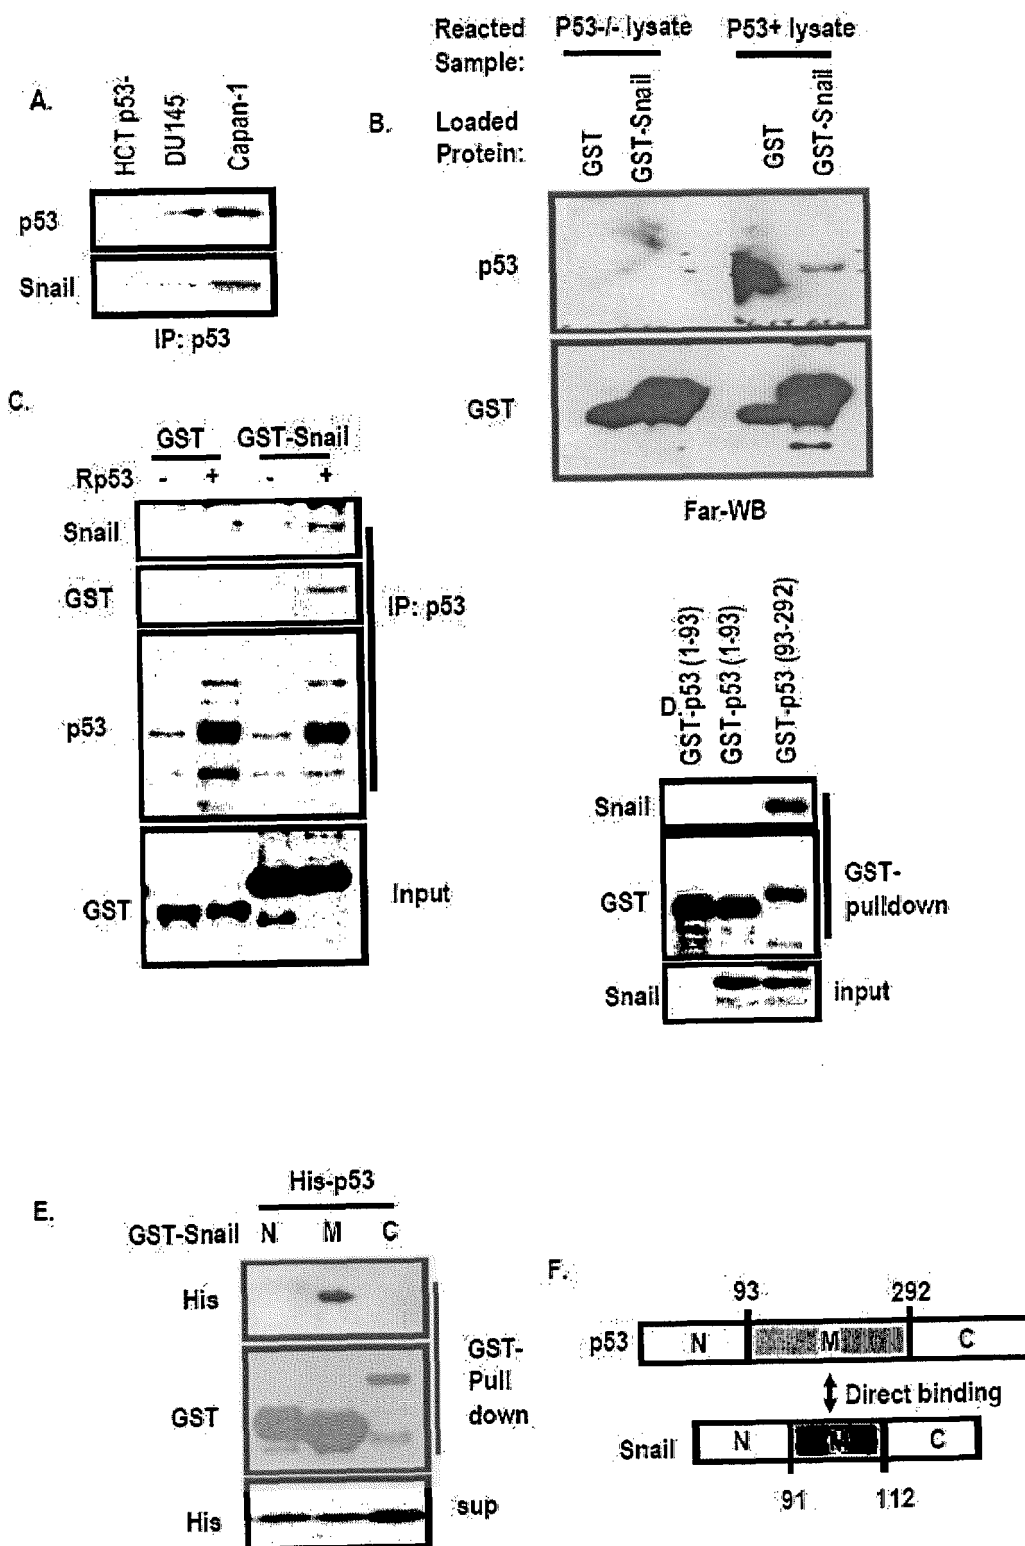 A.
HCT p53-
DU145
Capan-1
p53
Snail
IP: p53
B.
Reacted Sample:
P53-/- lysate
P53+ lysate
Loaded Protein:
GST
GST-Snail
GST
GST-Snail
p53
GST
Far-WB
C.
GST
GST-Snail
Rp53 - + - +
Snail
GST
p53
IP: p53
GST
Input
D.
GST-p53 (1-93)
GST-p53 (1-93)
GST-p53 (93-292)
Snail
GST
GST-
pulldown
Snail
input
E.
His-p53
GST-Snail N M C
His
GST
GST-
Pull
down
His
sup
F.
93
292
p53
N
M
C
Direct binding
Snail
N
M
C
91
112